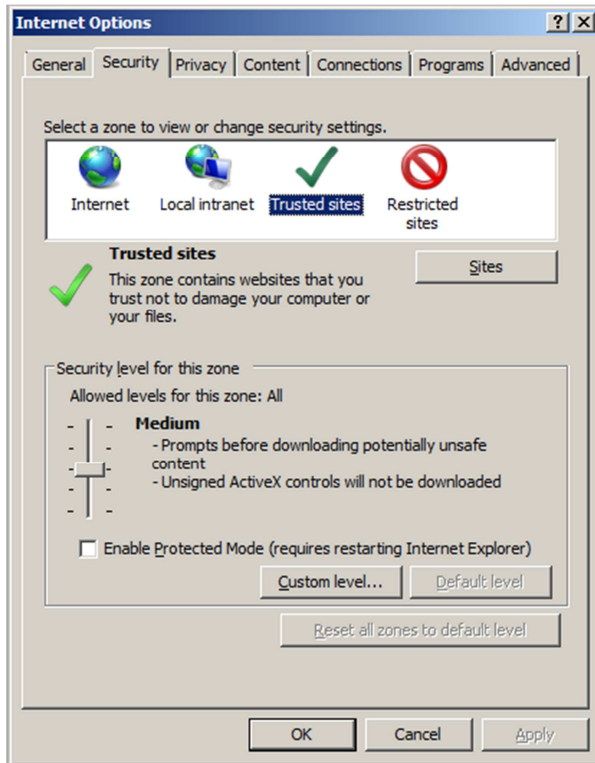 Internet Options
General Security Privacy Content Connections Programs Advanced
Select a zone to view or change security settings.
Internet Local intranet Trusted sites Restricted
sites
Trusted sites
Sites
This zone contains websites that you
trust not to damage your computer or
your files.
Security level for this zone
Allowed levels for this zone: All
Medium
- Prompts before downloading potentially unsafe
content
- Unsigned ActiveX controls will not be downloaded
Enable Protected Mode (requires restarting Internet Explorer)
Custom level... Default level
Reset all zones to default level
OK Cancel Apply